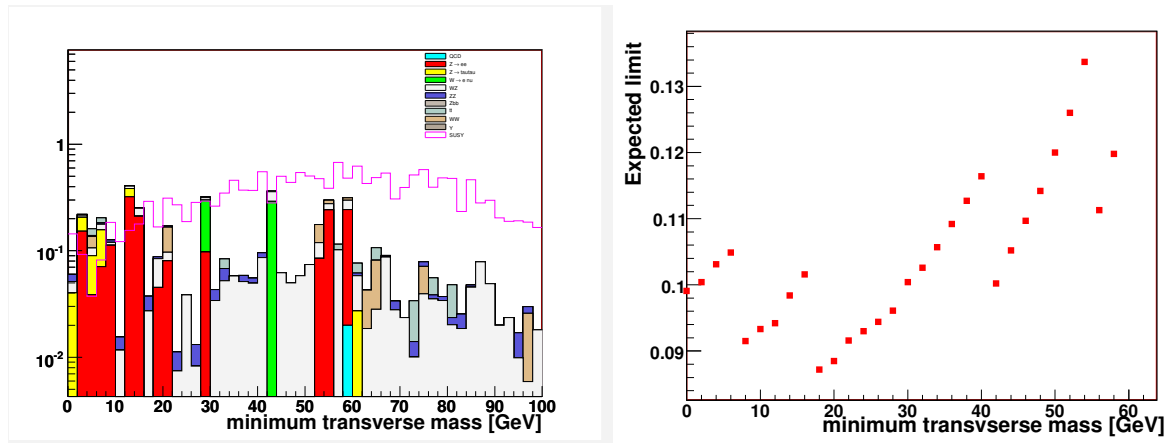 QCD
Z → ee
Z → tautau
W → e nu
WZ
ZZ
Zbb
tt
WW
Y
SUSY
1
10⁻¹
10⁻²
0 10 20 30 40 50 60 70 80 90 100
minimum transverse mass [GeV]
Expected limit
0.13
0.12
0.11
0.1
0.09
0 10 20 30 40 50 60
minimum tranvserse mass [GeV]